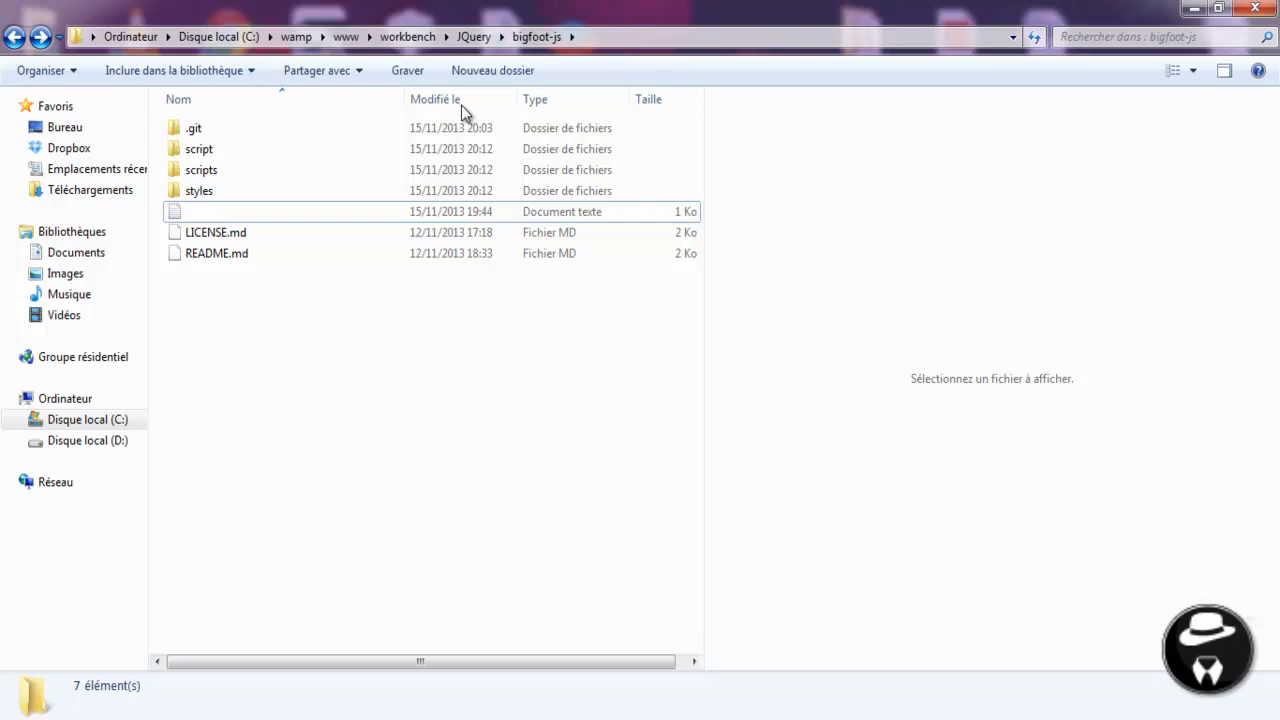 Ordinateur Disque local (C:) wamp www workbench JQuery bigfoot-js
Rechercher dans : bigfoot-js
Organiser Inclure dans la bibliothèque Partager avec Graver Nouveau dossier
Favoris
Bureau
Dropbox
Emplacements récer
Téléchargements
Bibliothèques
Documents
Images
Musique
Vidéos
Groupe résidentiel
Ordinateur
Disque local (C:)
Disque local (D:)
Réseau
Nom Modifié le Type Taille
.git 15/11/2013 20:03 Dossier de fichiers
script 15/11/2013 20:12 Dossier de fichiers
scripts 15/11/2013 20:12 Dossier de fichiers
styles 15/11/2013 20:12 Dossier de fichiers
15/11/2013 19:44 Document texte 1 Ko
LICENSE.md 12/11/2013 17:18 Fichier MD 2 Ko
README.md 12/11/2013 18:33 Fichier MD 2 Ko
Sélectionnez un fichier à afficher.
7 élément(s)